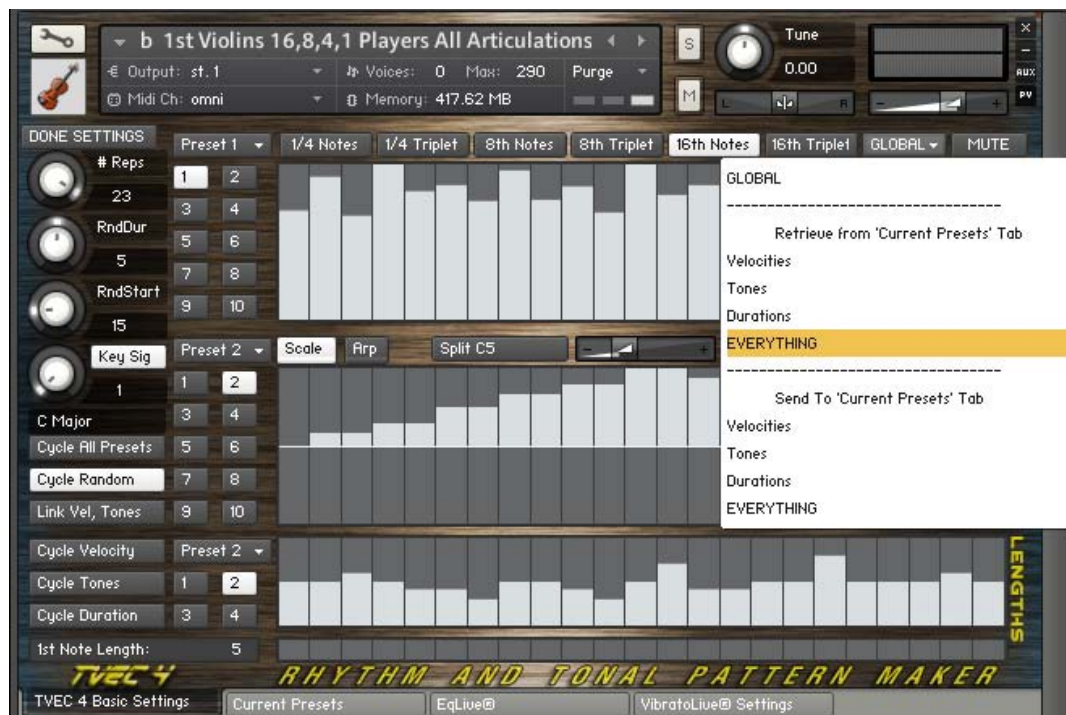 b 1st Violins 16,8,4,1 Players All Articulations
Output: st. 1
Voices: 0 Max: 290 Purge
Midi Ch: omni
Memory: 417.62 MB
S
M
Tune
0.00
L R
- +
×
-
AUX
PV
DONE SETTINGS
Preset 1
1/4 Notes 1/4 Triplet 8th Notes 8th Triplet 16th Notes 16th Triplet GLOBAL MUTE
# Reps
23
RndDur
5
RndStart
15
Key Sig
1
C Major
1 2
3 4
5 6
7 8
9 10
GLOBAL
---------------------------------
Retrieve from 'Current Presets' Tab
Velocities
Tones
Durations
EVERYTHING
---------------------------------
Send To 'Current Presets' Tab
Velocities
Tones
Durations
EVERYTHING
Preset 2
Scale Arp Split C5 - +
1 2
3 4
5 6
7 8
9 10
Cycle All Presets
Cycle Random
Link Vel, Tones
Cycle Velocity
Cycle Tones
Cycle Duration
Preset 2
1 2
3 4
LENGTHS
1st Note Length: 5
TVEC 4 RHYTHM AND TONAL PATTERN MAKER
TVEC 4 Basic Settings Current Presets EqLive® VibratoLive® Settings